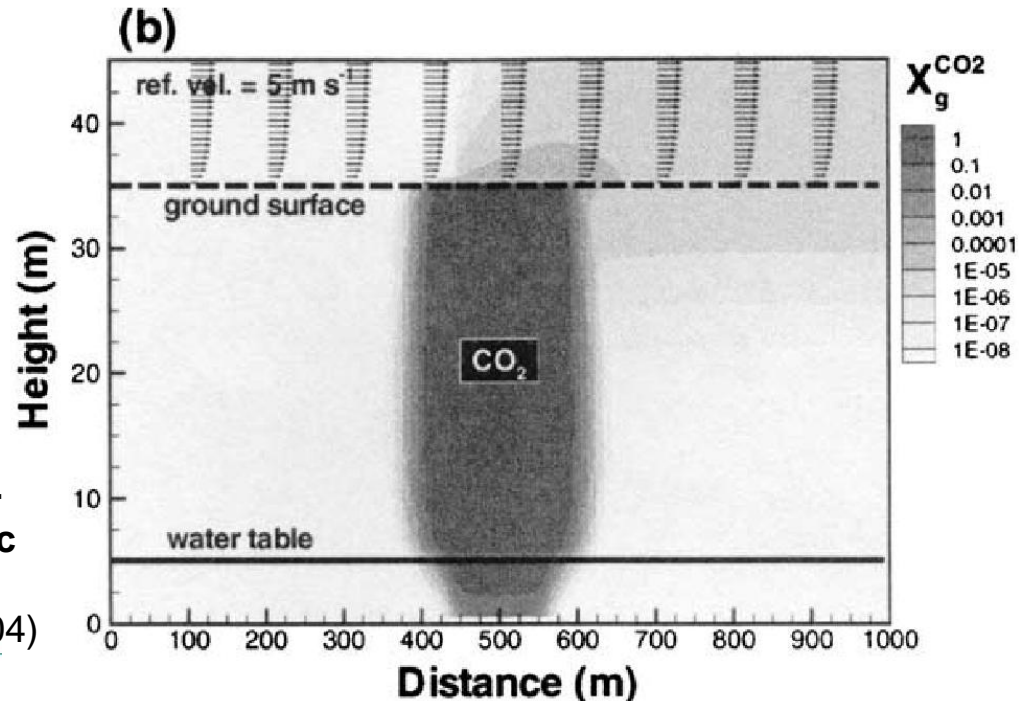 (b)
ref. vel. = 5 m s-1
ground surface
CO2
water table
Height (m)
40
30
20
10
0
0 100 200 300 400 500 600 700 800 900 1000
Distance (m)
XgCO2
1
0.1
0.01
0.001
0.0001
1E-05
1E-06
1E-07
1E-08
c
04)